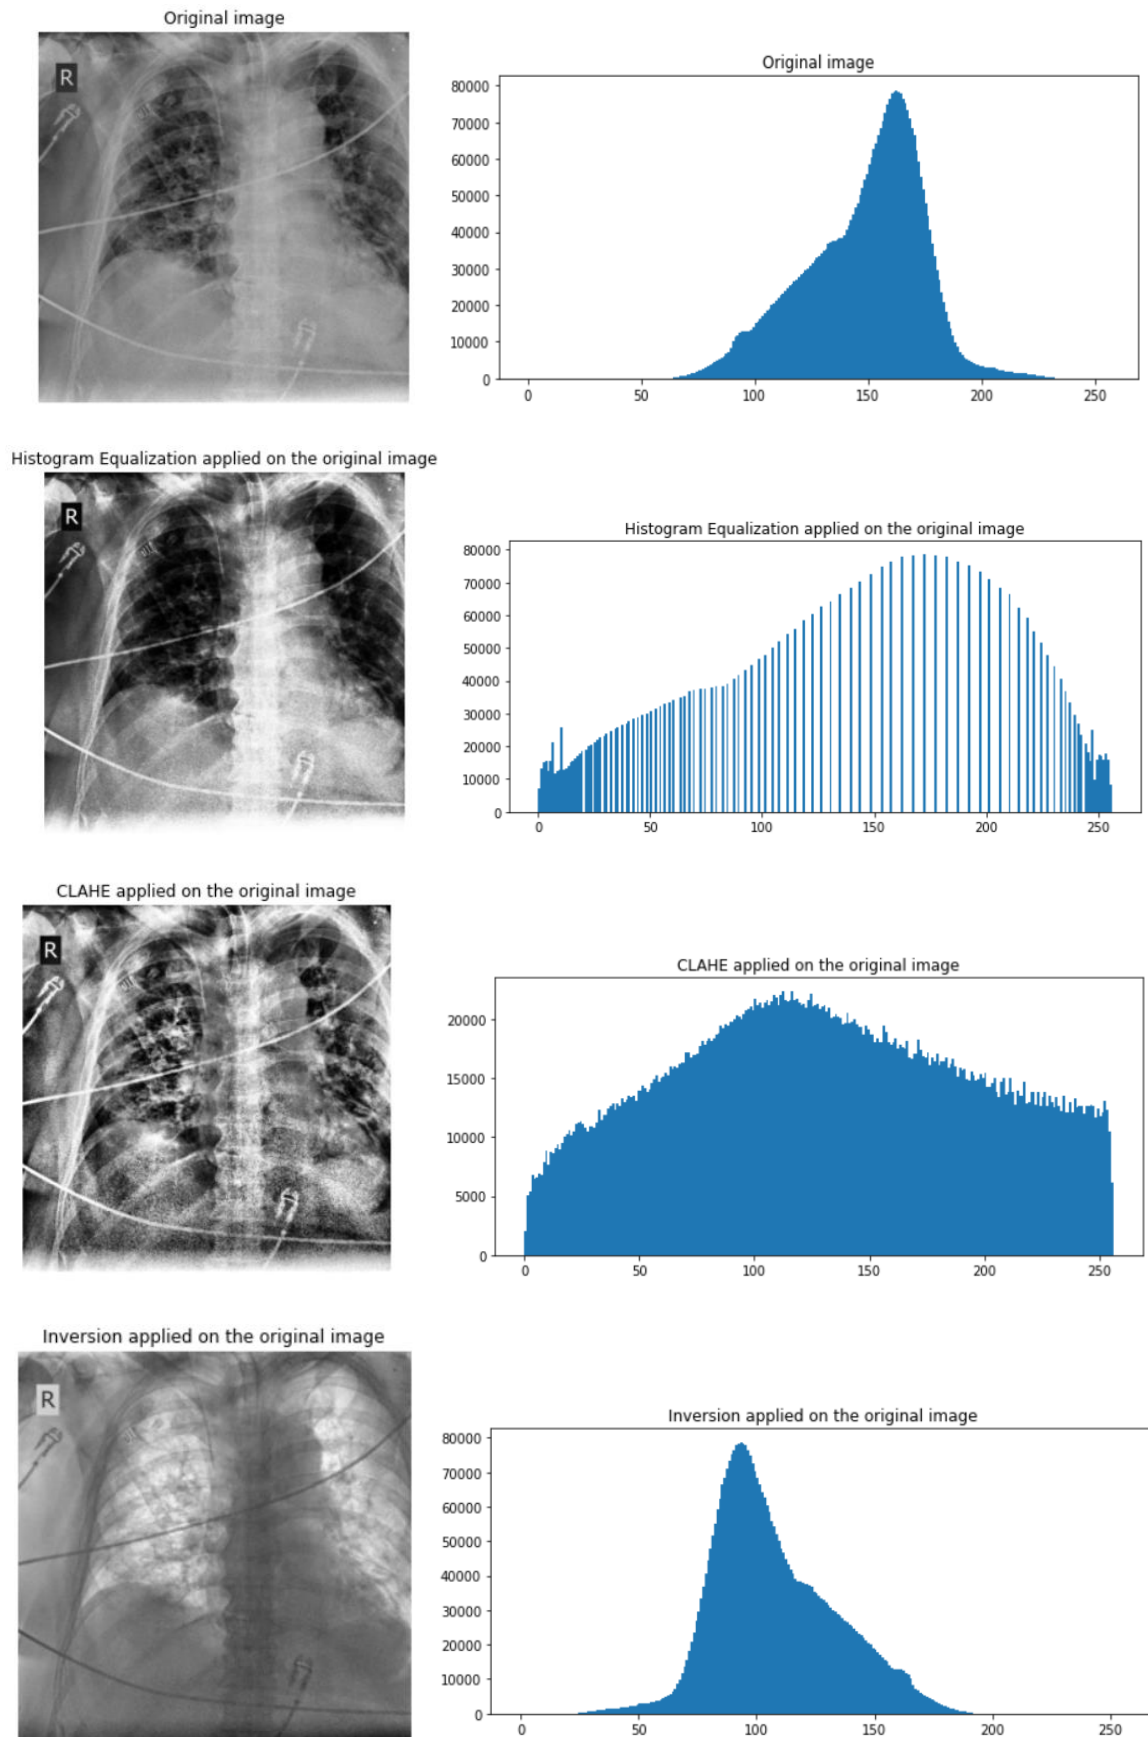 Original image
R
Original image
80000
70000
60000
50000
40000
30000
20000
10000
0
0 50 100 150 200 250
Histogram Equalization applied on the original image
R
Histogram Equalization applied on the original image
80000
70000
60000
50000
40000
30000
20000
10000
0
0 50 100 150 200 250
CLAHE applied on the original image
R
CLAHE applied on the original image
20000
15000
10000
5000
0
0 50 100 150 200 250
Inversion applied on the original image
R
Inversion applied on the original image
80000
70000
60000
50000
40000
30000
20000
10000
0
0 50 100 150 200 250